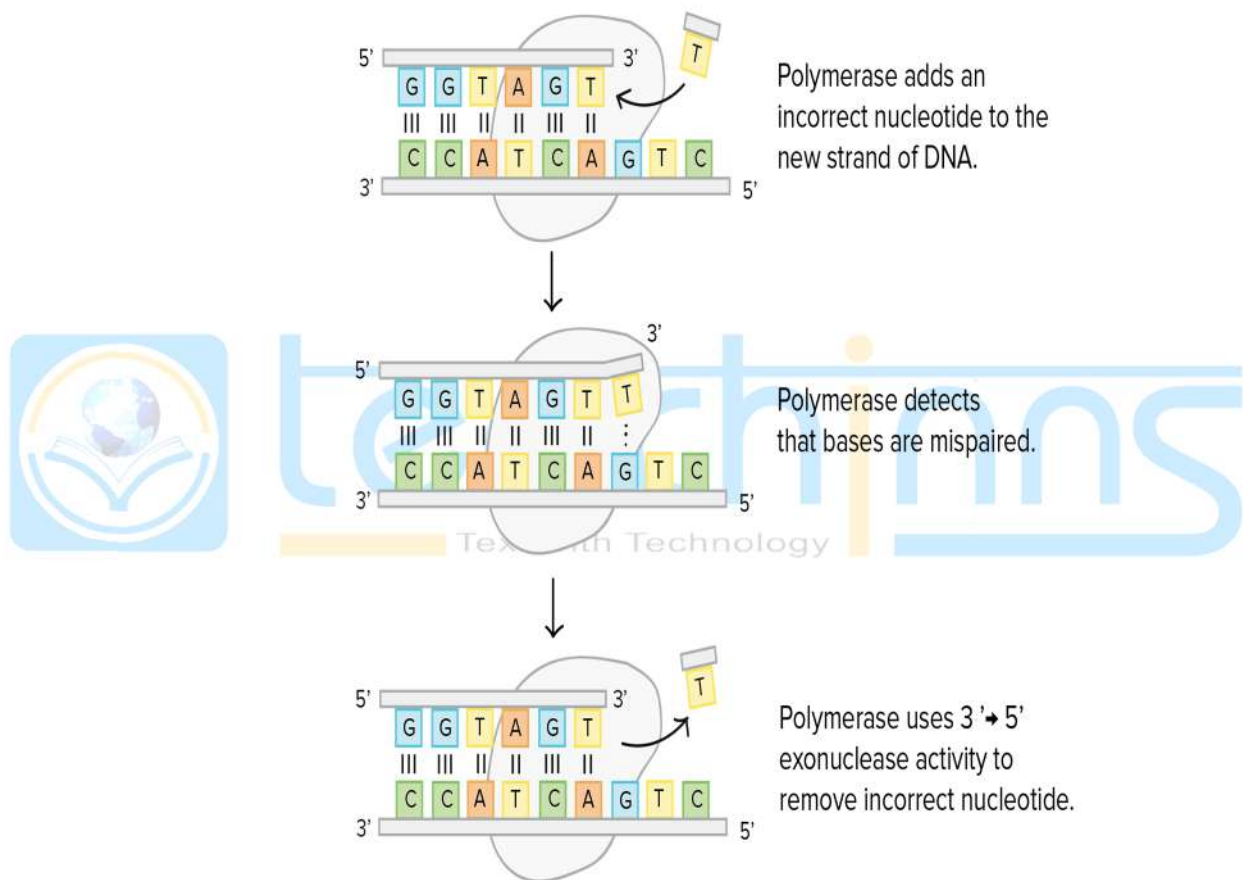 T
5' 3'
G G T A G T
C C A T C A G T C
3' 5'
Polymerase adds an
incorrect nucleotide to the
new strand of DNA.
3'
5'
G G T A G T T
C C A T C A G T C
3' 5'
Polymerase detects
that bases are mispaired.
techinns
Technology
T
5' 3'
G G T A G T
C C A T C A G T C
3' 5'
Polymerase uses 3 '→ 5'
exonuclease activity to
remove incorrect nucleotide.